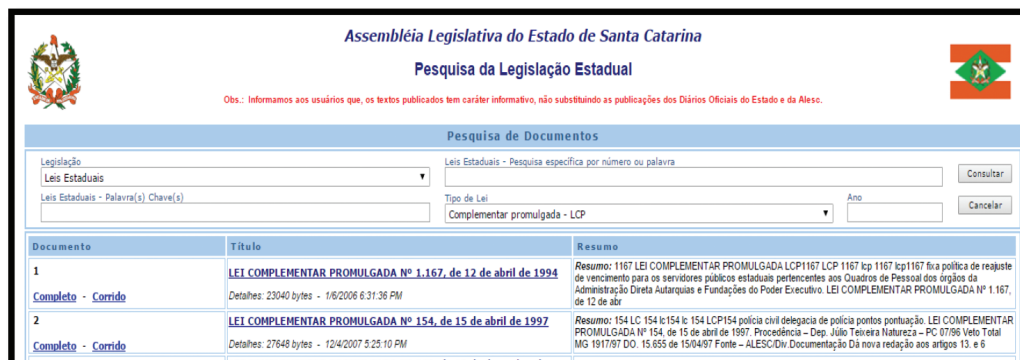 Assembléia Legislativa do Estado de Santa Catarina
Pesquisa da Legislação Estadual
Obs.: Informamos aos usuários que, os textos publicados tem caráter informativo, não substituindo as publicações dos Diários Oficiais do Estado e da Alesc.
Pesquisa de Documentos
Legislação
Leis Estaduais - Pesquisa específica por número ou palavra
Leis Estaduais
Consultar
Leis Estaduais - Palavra(s) Chave(s)
Tipo de Lei
Ano
Complementar promulgada - LCP
Cancelar
Documento
Título
Resumo
1
LEI COMPLEMENTAR PROMULGADA Nº 1.167, de 12 de abril de 1994
Resumo: 1167 LEI COMPLEMENTAR PROMULGADA LCP1167 LCP 1167 lcp 1167 lcp1167 fixa política de reajuste
de vencimento para os servidores públicos estaduais pertencentes aos Quadros de Pessoal dos órgãos da
Administração Direta Autarquias e Fundações do Poder Executivo. LEI COMPLEMENTAR PROMULGADA Nº 1.167,
de 12 de abr
Completo - Corrido
Detalhes: 23040 bytes - 1/6/2006 6:31:36 PM
2
LEI COMPLEMENTAR PROMULGADA Nº 154, de 15 de abril de 1997
Resumo: 154 LC 154 lc154 lc 154 LCP154 polícia civil delegacia de polícia pontos pontuação. LEI COMPLEMENTAR
PROMULGADA Nº 154, de 15 de abril de 1997. Procedência – Dep. Júlio Teixeira Natureza – PC 07/96 Veto Total
MG 1917/97 DO. 15.655 de 15/04/97 Fonte – ALESC/Div.Documentação Dá nova redação aos artigos 13. e 6
Completo - Corrido
Detalhes: 27648 bytes - 12/4/2007 5:25:10 PM